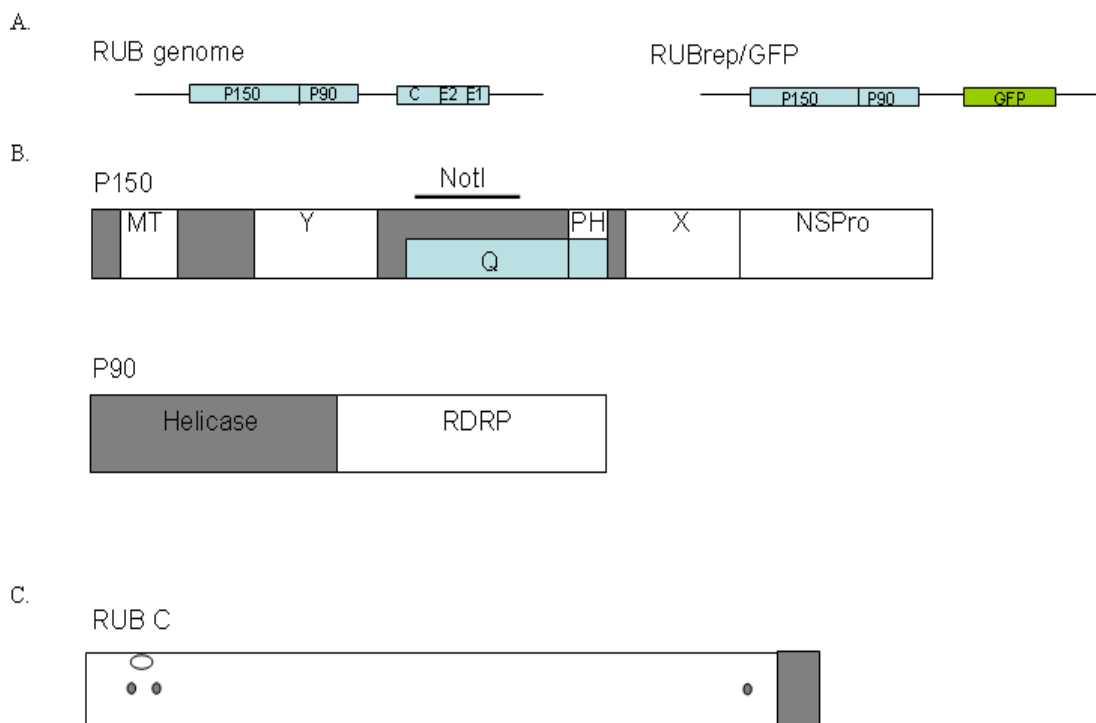 A.
RUB genome
RUBrep/GFP
P150 P90 C E2 E1
P150 P90 GFP
B.
P150
NotI
MT Y PH X NSPro
Q
P90
Helicase RDRP
C.
RUB C